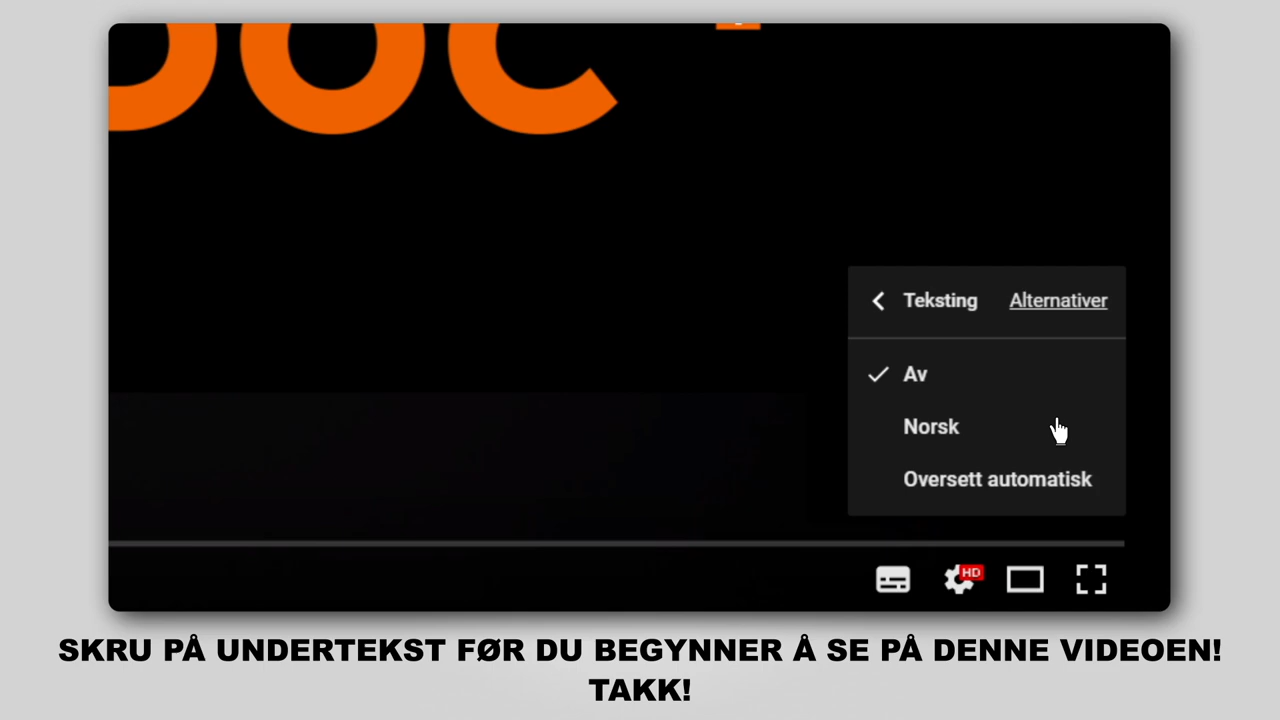 Teksting Alternativer
Av
Norsk
Oversett automatisk
HD
SKRU PÅ UNDERTEKST FØR DU BEGYNNER Å SE PÅ DENNE VIDEOEN!
TAKK!